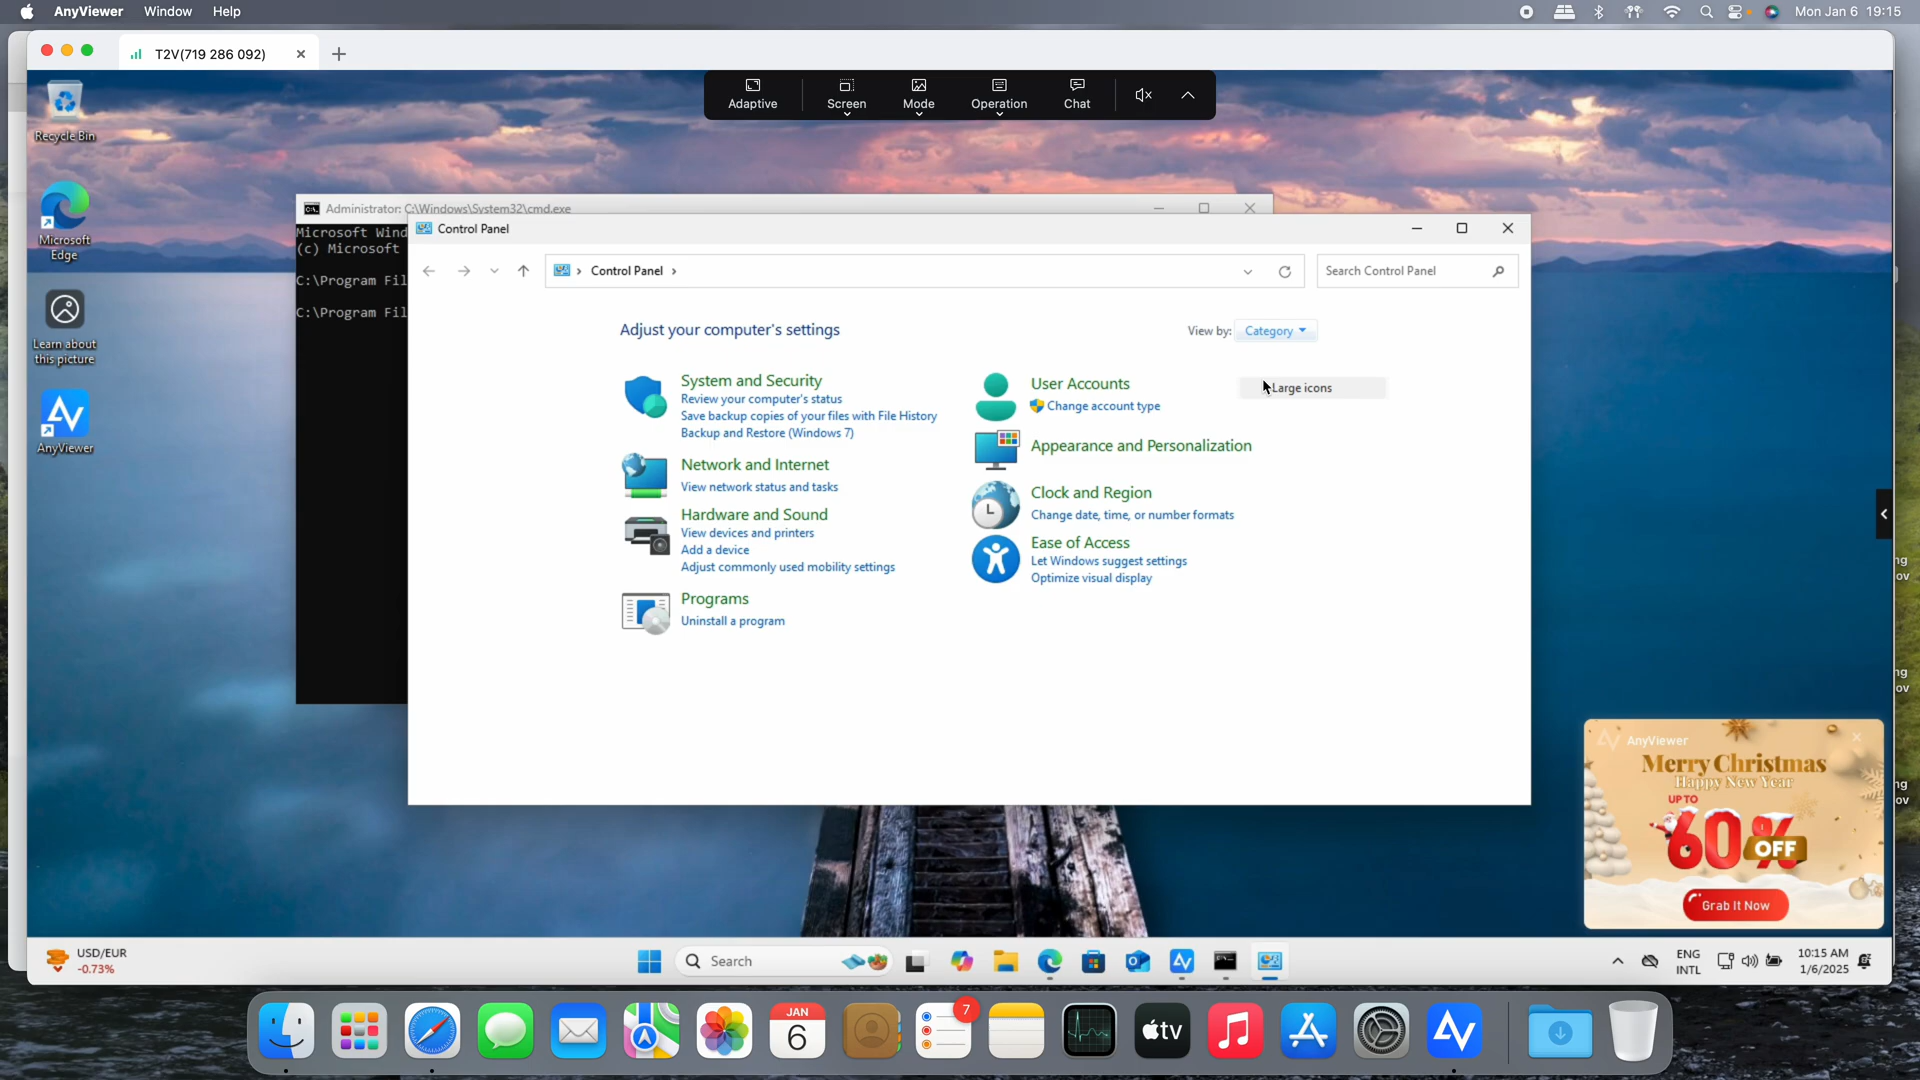 AnyViewer Window Help
Mon Jan 6 19:15
T2V(719 286 092)
Adaptive
Screen
Mode
Operation
Chat
Recycle Bin
Microsoft
Edge
Learn about
this picture
AnyViewer
Administrator: C:\Windows\System32\cmd.exe
Microsoft Wind
(c) Microsoft
C:\Program Fil
C:\Program Fil
Control Panel
Control Panel
Search Control Panel
Adjust your computer's settings
View by: Category
Large icons
System and Security
Review your computer's status
Save backup copies of your files with File History
Backup and Restore (Windows 7)
Network and Internet
View network status and tasks
Hardware and Sound
View devices and printers
Add a device
Adjust commonly used mobility settings
Programs
Uninstall a program
User Accounts
Change account type
Appearance and Personalization
Clock and Region
Change date, time, or number formats
Ease of Access
Let Windows suggest settings
Optimize visual display
ng
ov
ng
ov
ng
ov
AnyViewer
Merry Christmas
Happy New Year
UP TO
60%
OFF
Grab It Now
USD/EUR
-0.73%
Search
ENG
INTL
10:15 AM
1/6/2025
JAN
6
7
tv